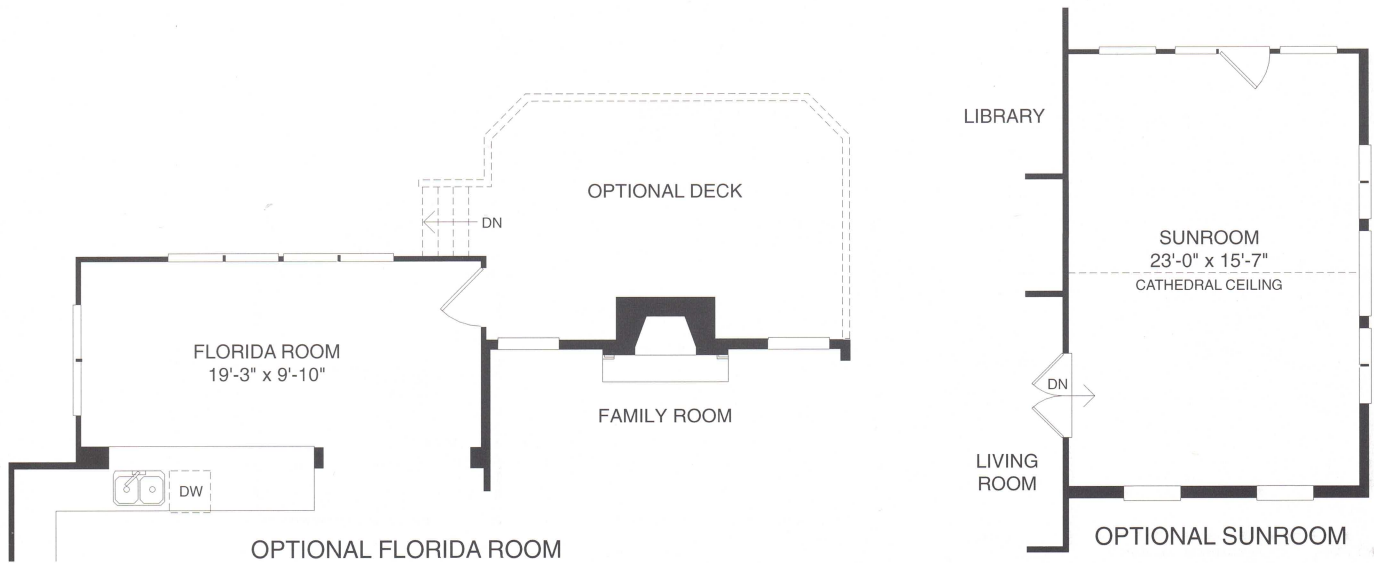 OPTIONAL DECK
DN
FLORIDA ROOM
19'-3" x 9'-10"
FAMILY ROOM
DW
OPTIONAL FLORIDA ROOM
LIBRARY
SUNROOM
23'-0" x 15'-7"
CATHEDRAL CEILING
DN
LIVING
ROOM
OPTIONAL SUNROOM